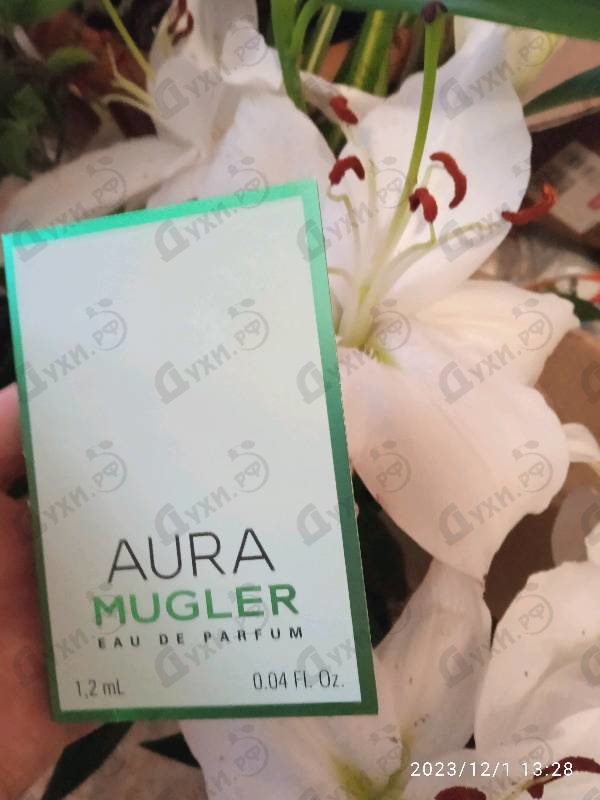 AURA
MUGLER
EAU DE PARFUM
1,2 mL 0.04 Fl. Oz.
2023/12/1 13:28
Духи.рф